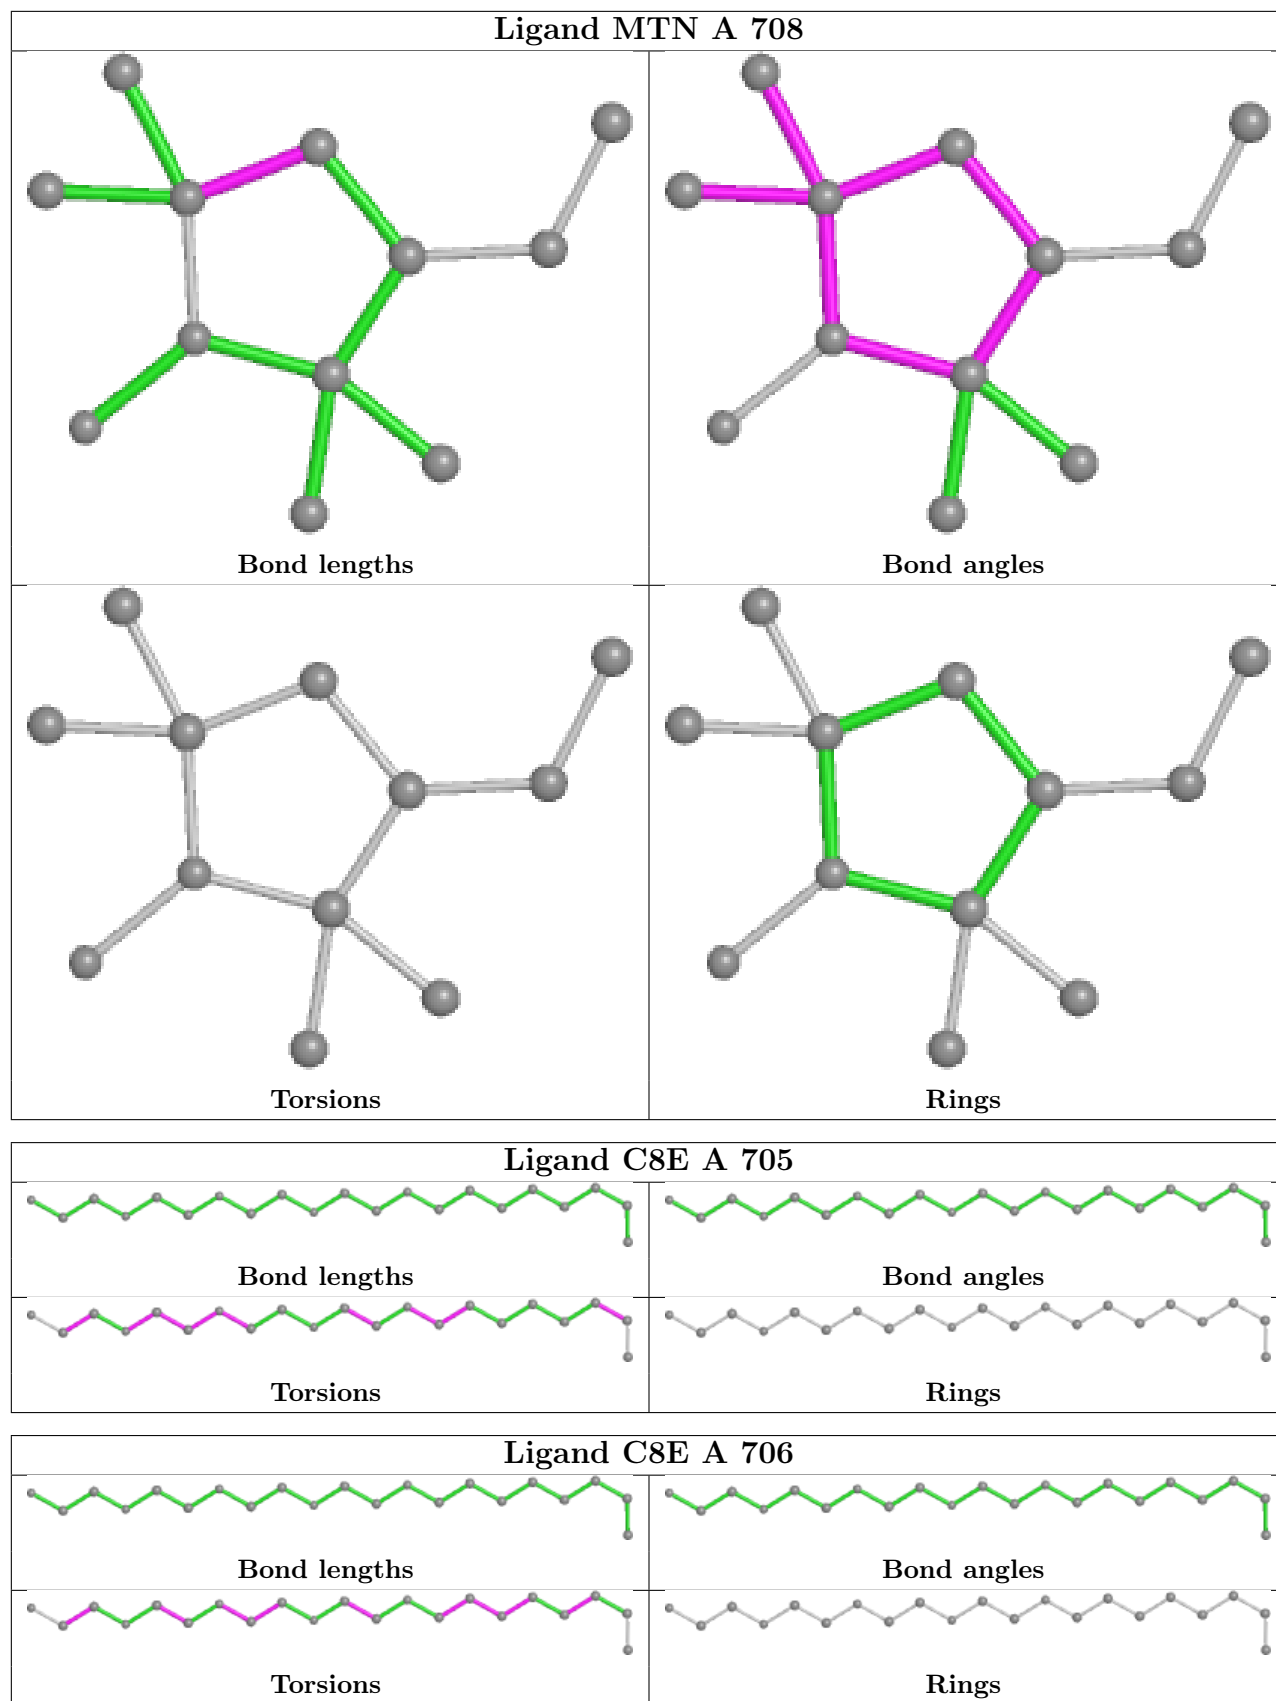 Ligand MTN A 708
Bond lengths
Bond angles
Torsions
Rings
Ligand C8E A 705
Bond lengths
Bond angles
Torsions
Rings
Ligand C8E A 706
Bond lengths
Bond angles
Torsions
Rings